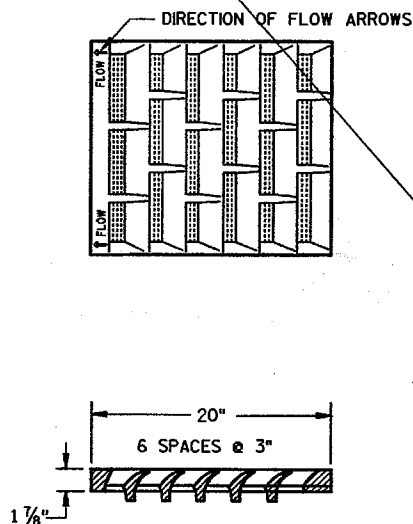 DIRECTION OF FLOW ARROWS
FLOW
FLOW
20"
6 SPACES @ 3"
1 7/8"